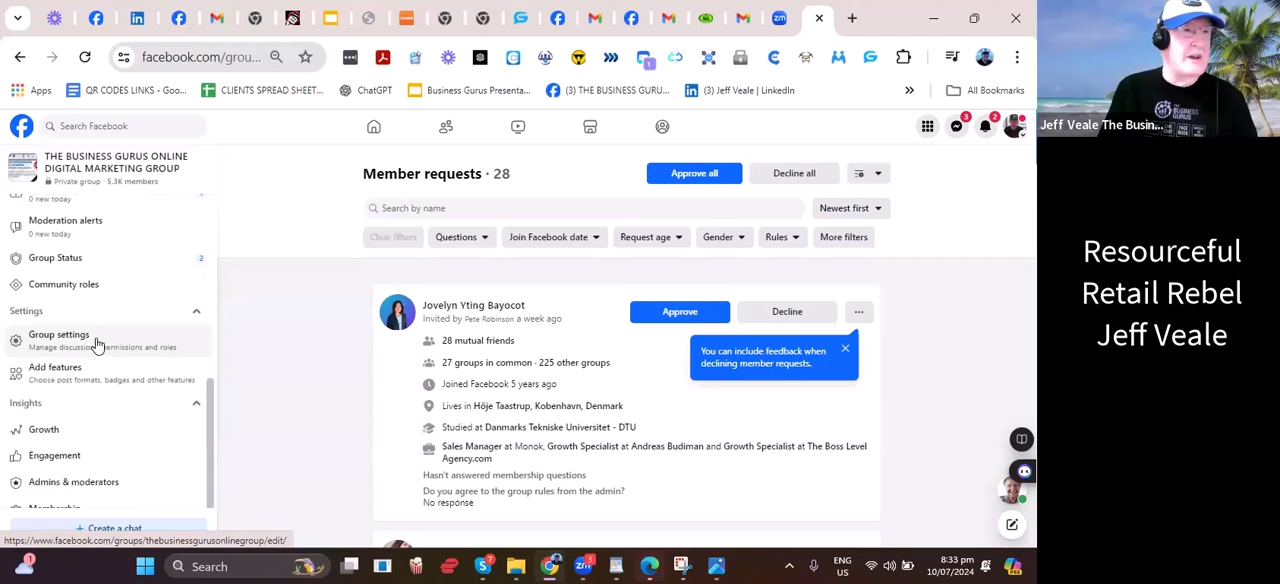 facebook.com/grou...
Apps
QR CODES LINKS - Goo...
CLIENTS SPREAD SHEET...
ChatGPT
Business Gurus Presenta...
(3) THE BUSINESS GURU...
(3) Jeff Veale | LinkedIn
All Bookmarks
Jeff Veale The Busin...
Search Facebook
3
2
THE BUSINESS GURUS ONLINE
DIGITAL MARKETING GROUP
Private group · 5.3K members
0 new today
Moderation alerts
0 new today
Group Status
2
Community roles
Settings
Group settings
Manage discussions, permissions and roles
Add features
Choose post formats, badges and other features
Insights
Growth
Engagement
Admins & moderators
Membership
+ Create a chat
Member requests · 28
Approve all
Decline all
Search by name
Newest first
Clear filters
Questions
Join Facebook date
Request age
Gender
Rules
More filters
Jovelyn Yting Bayocot
Invited by Pete Robinson a week ago
Approve
Decline
28 mutual friends
27 groups in common · 225 other groups
Joined Facebook 5 years ago
Lives in Höje Taastrup, Kobenhavn, Denmark
Studied at Danmarks Tekniske Universitet - DTU
Sales Manager at Monok, Growth Specialist at Andreas Budiman and Growth Specialist at The Boss Level
Agency.com
Hasn't answered membership questions
Do you agree to the group rules from the admin?
No response
You can include feedback when
declining member requests.
Resourceful
Retail Rebel
Jeff Veale
https://www.facebook.com/groups/thebusinessgurusonlinegroup/edit/
Search
ENG
US
8:33 pm
10/07/2024